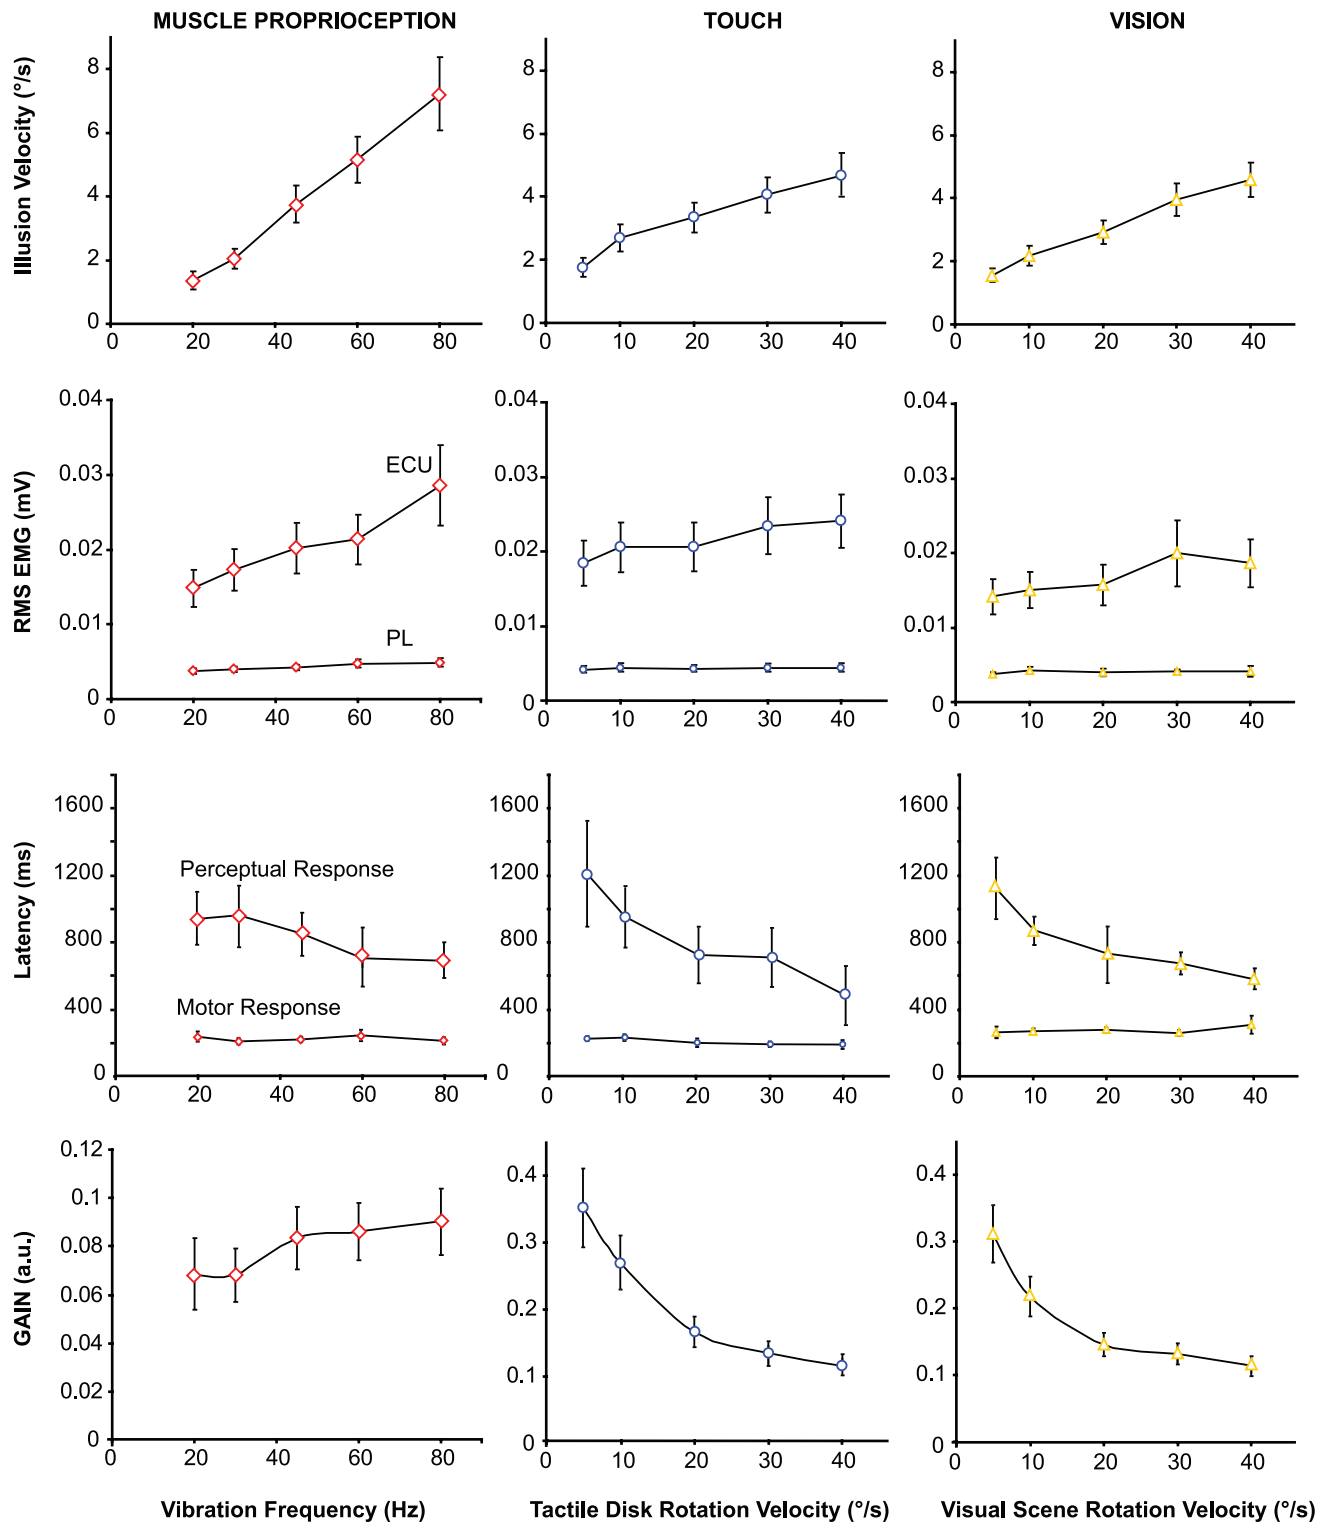 MUSCLE PROPRIOCEPTION TOUCH VISION
Illusion Velocity (°/s)
8 8 8
6 6 6
4 4 4
2 2 2
0 0 0
0 20 40 60 80 0 10 20 30 40 0 10 20 30 40
RMS EMG (mV)
0.04 0.04 0.04
ECU
0.03 0.03 0.03
0.02 0.02 0.02
0.01 0.01 0.01
PL
0 0 0
0 20 40 60 80 0 10 20 30 40 0 10 20 30 40
Latency (ms)
1600 1600 1600
1200 1200 1200
Perceptual Response
800 800 800
400 400 400
Motor Response
0 0 0
0 20 40 60 80 0 10 20 30 40 0 10 20 30 40
GAIN (a.u.)
0.12 0.4 0.4
0.1 0.3 0.3
0.08 0.2 0.2
0.06 0.1 0.1
0.04 0 0
0.02
0
0 20 40 60 80 0 10 20 30 40 0 10 20 30 40
Vibration Frequency (Hz) Tactile Disk Rotation Velocity (°/s) Visual Scene Rotation Velocity (°/s)